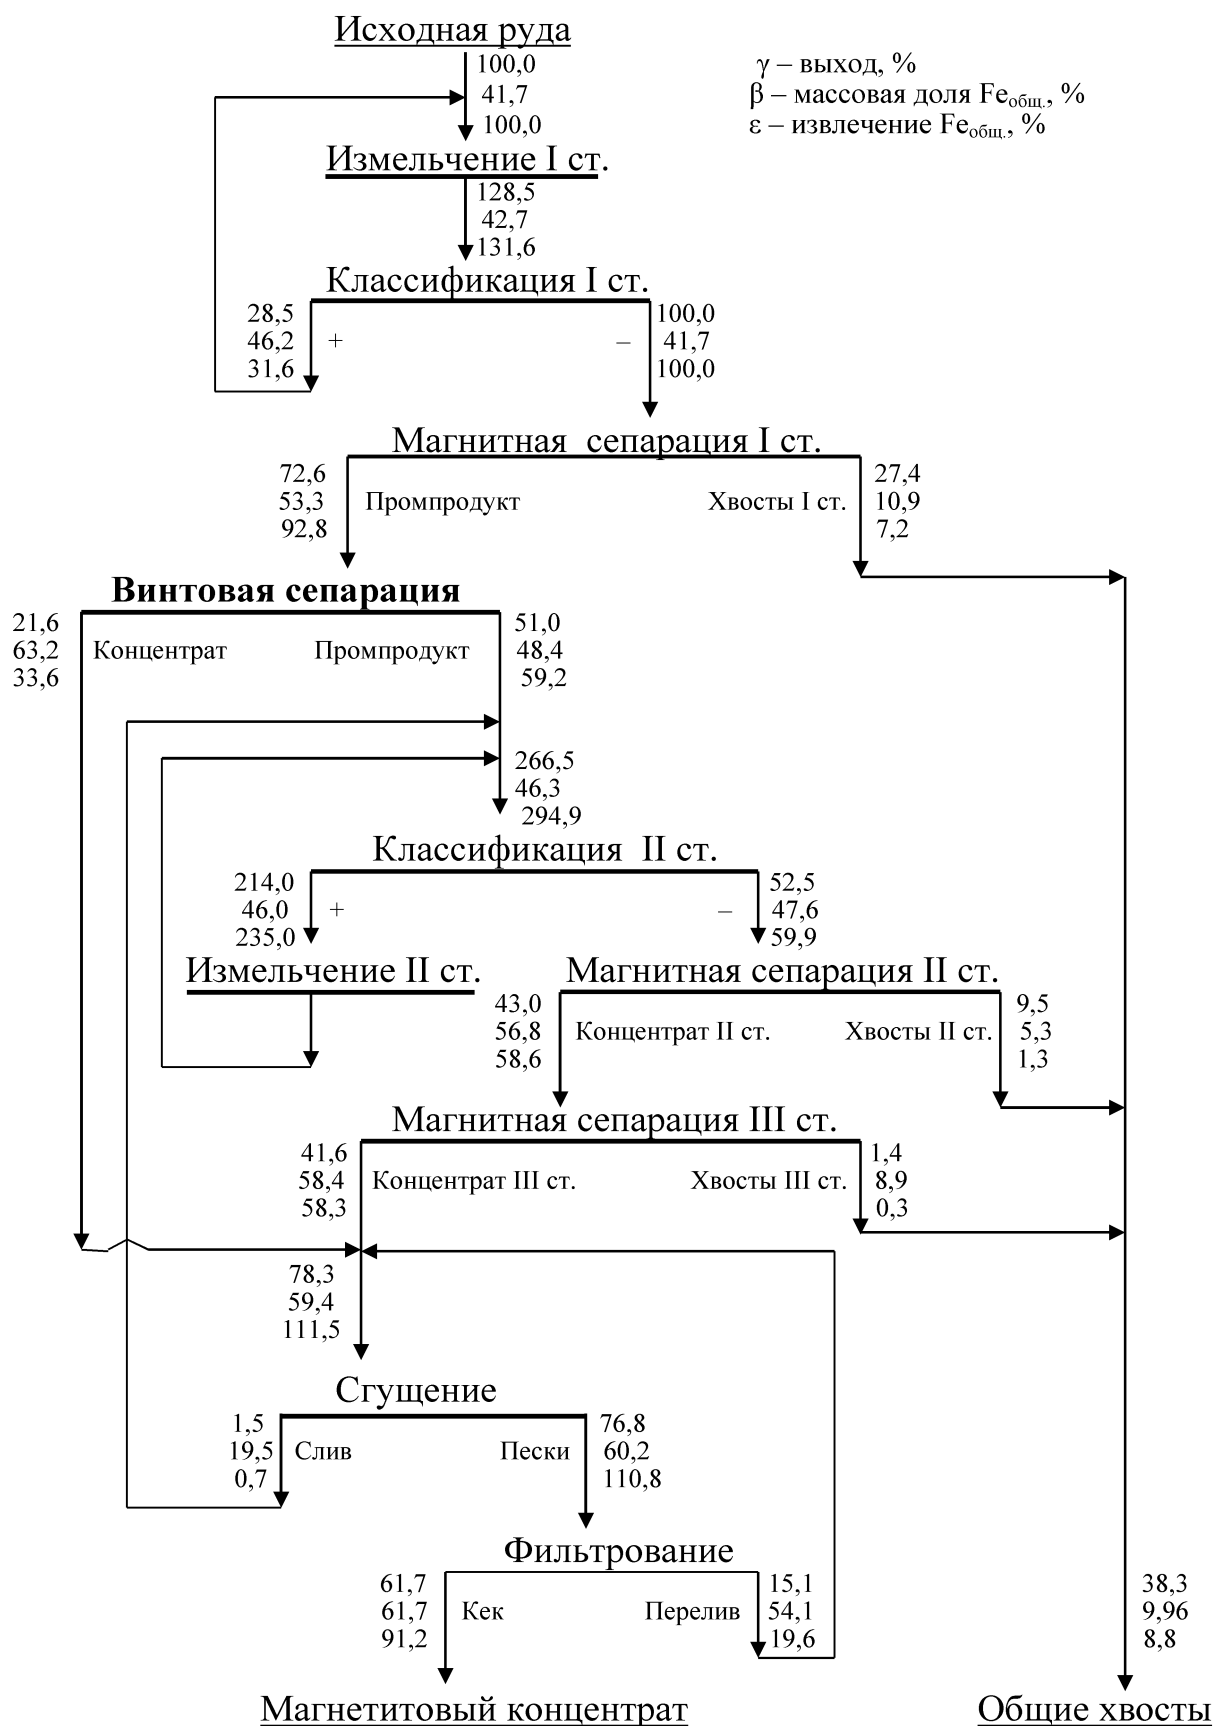 Исходная руда
100,0
41,7
100,0
γ – выход, %
β – массовая доля Feобщ., %
ε – извлечение Feобщ., %
Измельчение I ст.
128,5
42,7
131,6
Классификация I ст.
28,5
46,2
31,6
+
–
100,0
41,7
100,0
Магнитная сепарация I ст.
72,6
53,3
92,8
Промпродукт
Хвосты I ст.
27,4
10,9
7,2
Винтовая сепарация
21,6
63,2
33,6
Концентрат
Промпродукт
51,0
48,4
59,2
266,5
46,3
294,9
Классификация II ст.
214,0
46,0
235,0
+
–
52,5
47,6
59,9
Измельчение II ст.
Магнитная сепарация II ст.
43,0
56,8
58,6
Концентрат II ст.
Хвосты II ст.
9,5
5,3
1,3
Магнитная сепарация III ст.
41,6
58,4
58,3
Концентрат III ст.
Хвосты III ст.
1,4
8,9
0,3
78,3
59,4
111,5
Сгущение
1,5
19,5
0,7
Слив
Пески
76,8
60,2
110,8
Фильтрование
61,7
61,7
91,2
Кек
Перелив
15,1
54,1
19,6
38,3
9,96
8,8
Магнетитовый концентрат
Общие хвосты